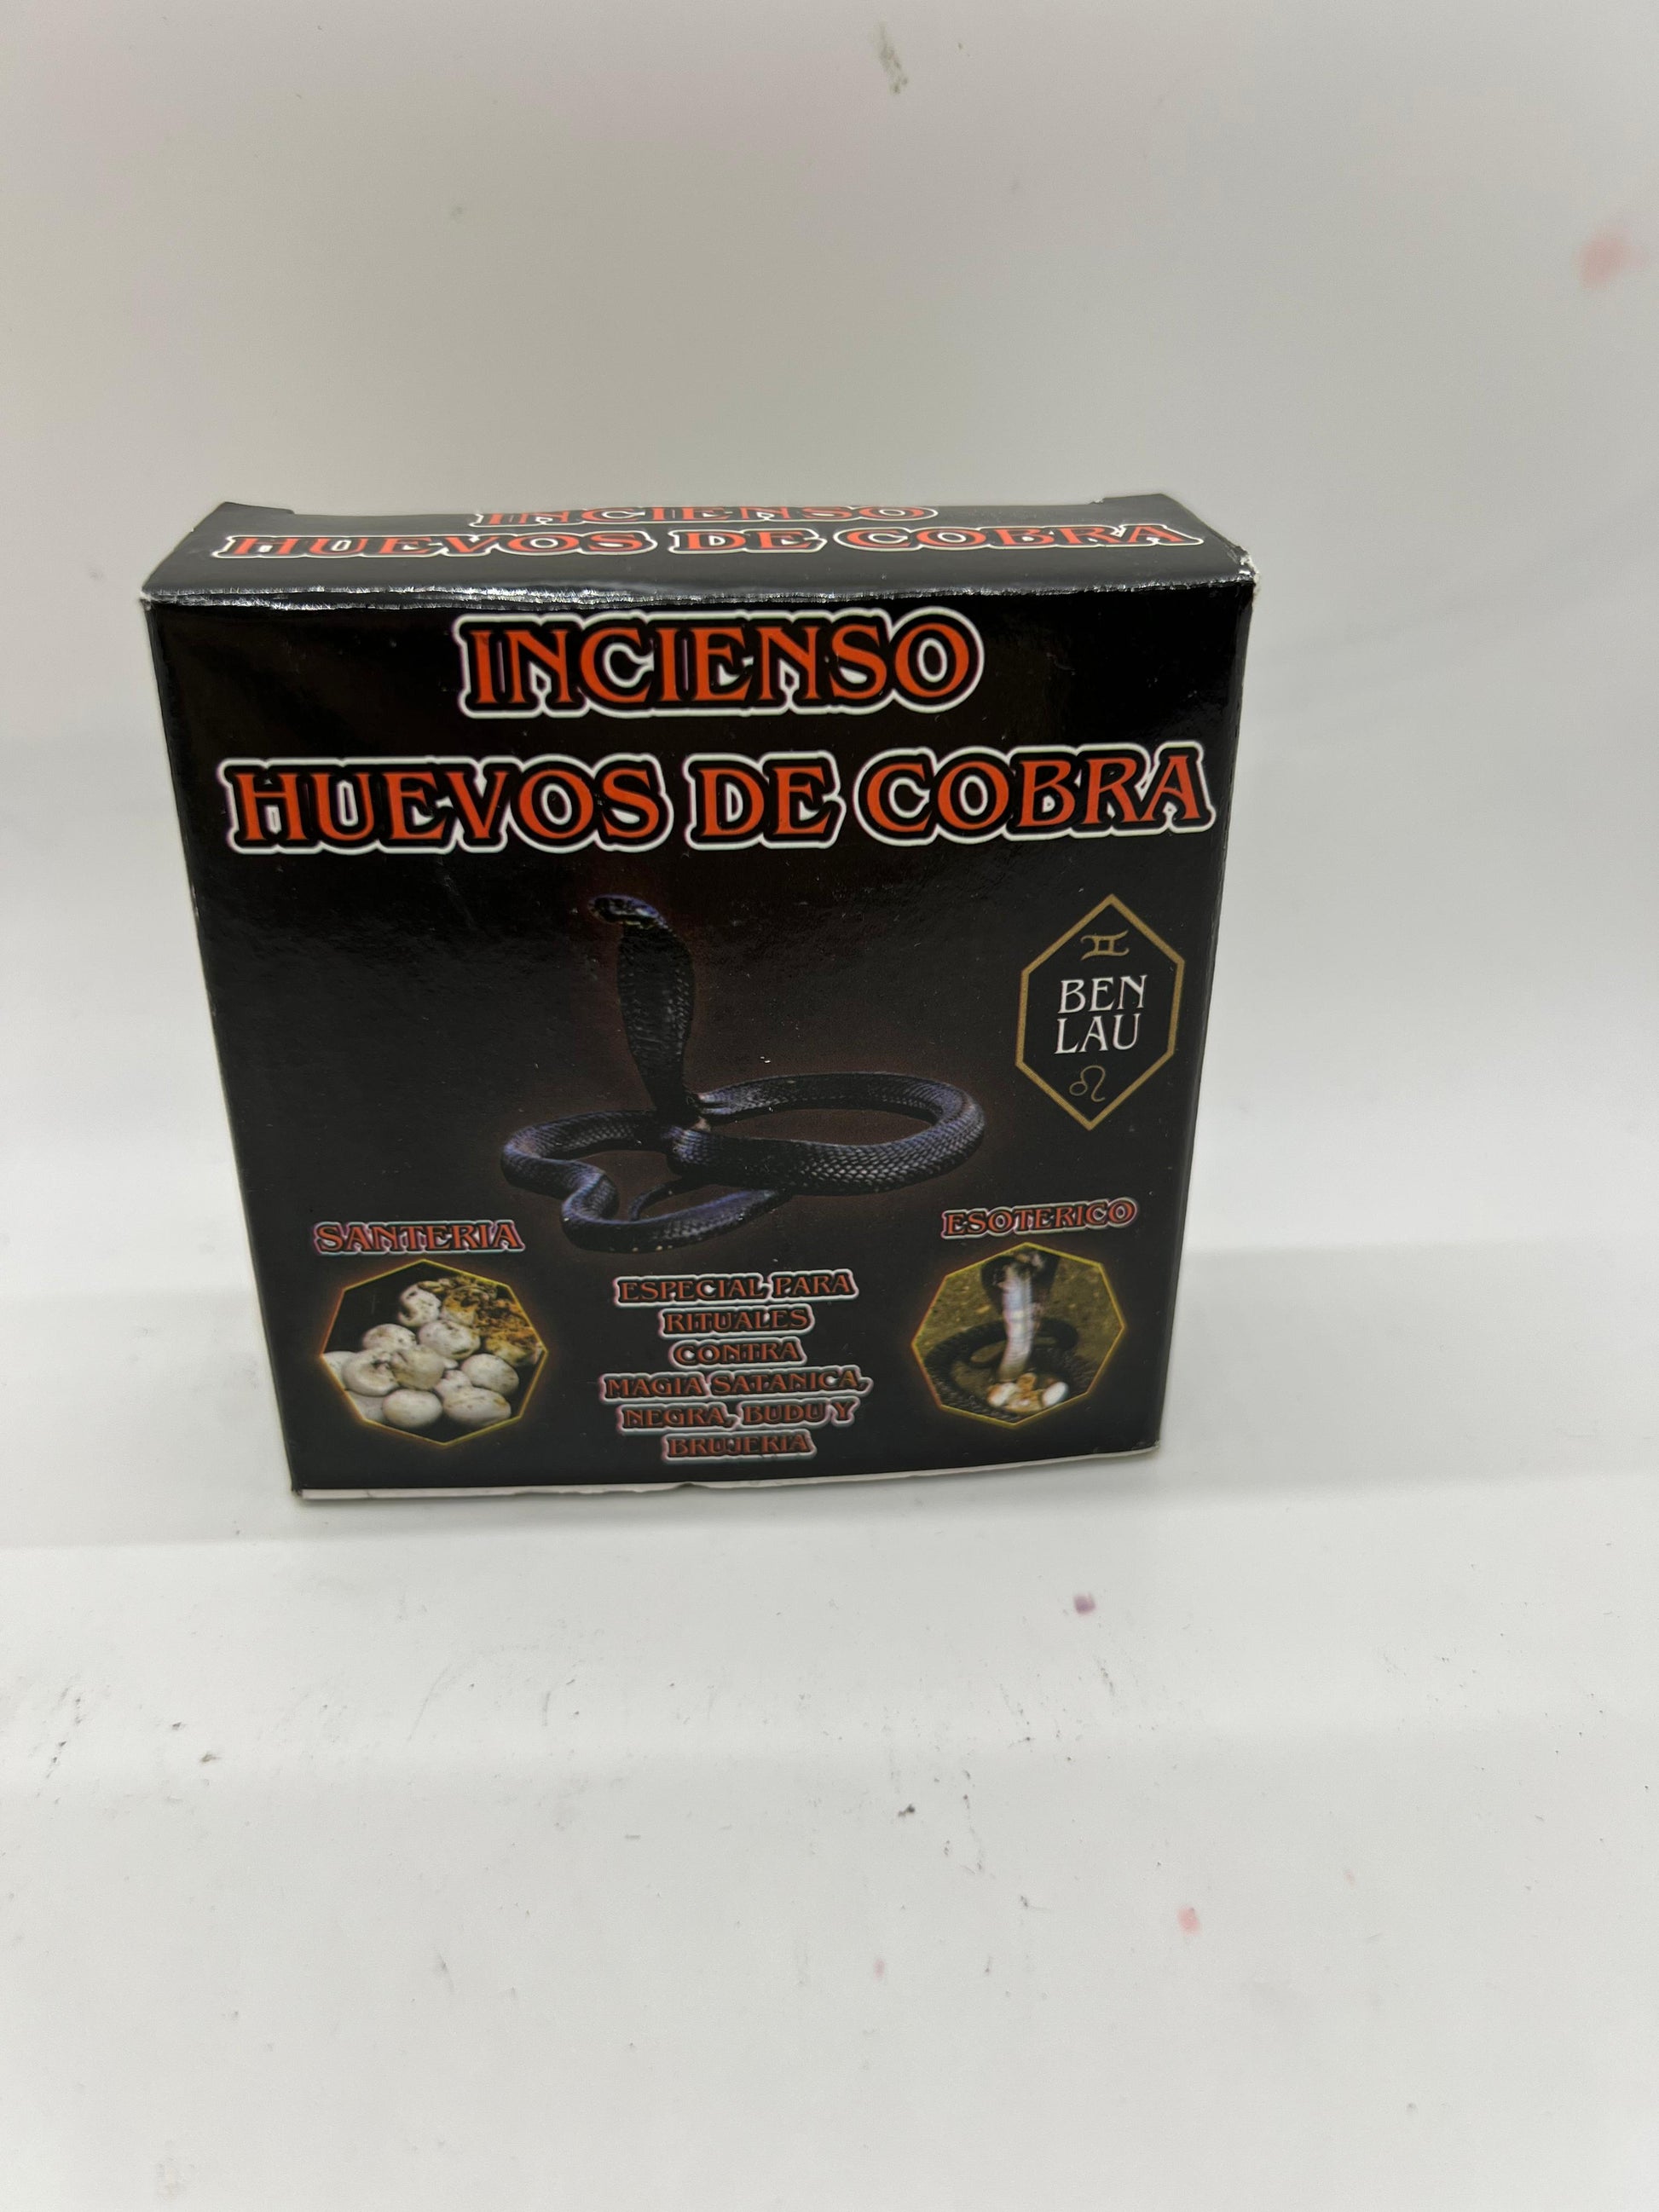 INCIENSO
HUEVOS DE COBRA
INCIENSO
HUEVOS DE COBRA
BEN
LAU
SANTERIA
ESOTERICO
ESPECIAL PARA
RITUALES
CONTRA
MAGIA SATANICA,
NEGRA, BUDU Y
BRUJERIA